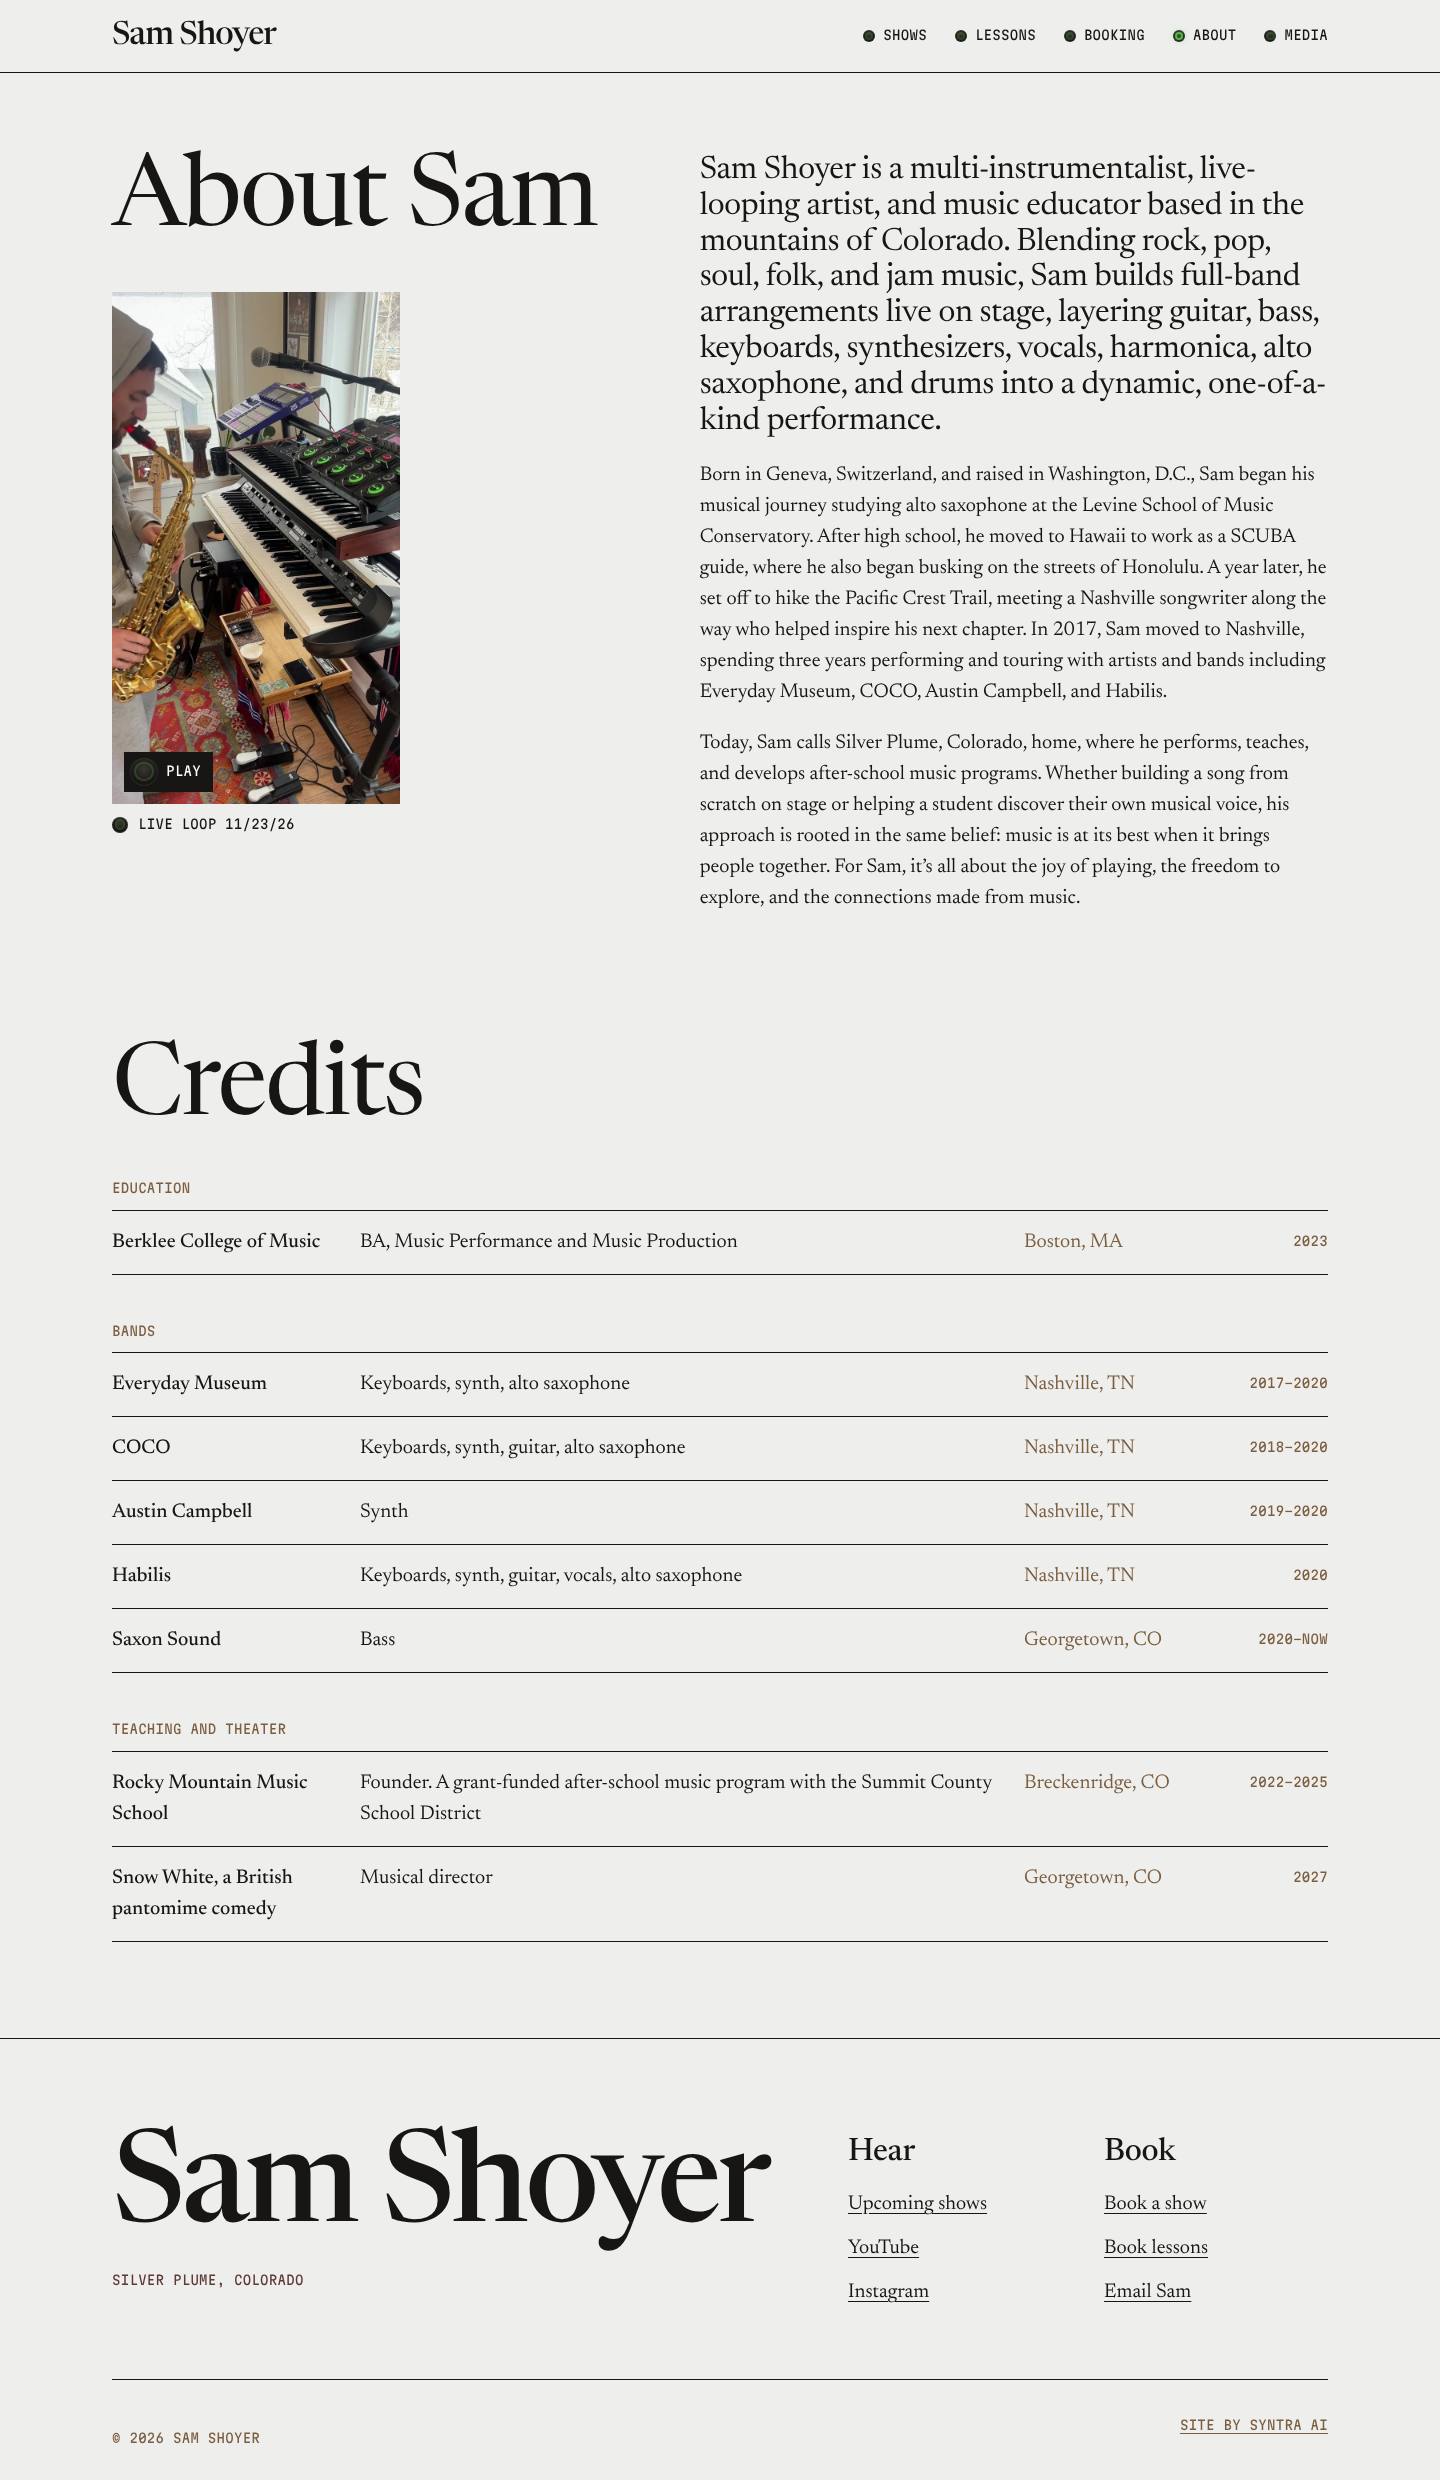 Sam Shoyer
SHOWS
LESSONS
BOOKING
ABOUT
MEDIA
About Sam
PLAY
LIVE LOOP 11/23/26
Sam Shoyer is a multi-instrumentalist, live-
looping artist, and music educator based in the
mountains of Colorado. Blending rock, pop,
soul, folk, and jam music, Sam builds full-band
arrangements live on stage, layering guitar, bass,
keyboards, synthesizers, vocals, harmonica, alto
saxophone, and drums into a dynamic, one-of-a-
kind performance.
Born in Geneva, Switzerland, and raised in Washington, D.C., Sam began his
musical journey studying alto saxophone at the Levine School of Music
Conservatory. After high school, he moved to Hawaii to work as a SCUBA
guide, where he also began busking on the streets of Honolulu. A year later, he
set off to hike the Pacific Crest Trail, meeting a Nashville songwriter along the
way who helped inspire his next chapter. In 2017, Sam moved to Nashville,
spending three years performing and touring with artists and bands including
Everyday Museum, COCO, Austin Campbell, and Habilis.
Today, Sam calls Silver Plume, Colorado, home, where he performs, teaches,
and develops after-school music programs. Whether building a song from
scratch on stage or helping a student discover their own musical voice, his
approach is rooted in the same belief: music is at its best when it brings
people together. For Sam, it’s all about the joy of playing, the freedom to
explore, and the connections made from music.
Credits
EDUCATION
Berklee College of Music BA, Music Performance and Music Production Boston, MA 2023
BANDS
Everyday Museum Keyboards, synth, alto saxophone Nashville, TN 2017–2020
COCO Keyboards, synth, guitar, alto saxophone Nashville, TN 2018–2020
Austin Campbell Synth Nashville, TN 2019–2020
Habilis Keyboards, synth, guitar, vocals, alto saxophone Nashville, TN 2020
Saxon Sound Bass Georgetown, CO 2020–NOW
TEACHING AND THEATER
Rocky Mountain Music Founder. A grant-funded after-school music program with the Summit County Breckenridge, CO 2022–2025
School School District
Snow White, a British Musical director Georgetown, CO 2027
pantomime comedy
Sam Shoyer
SILVER PLUME, COLORADO
Hear
Upcoming shows
YouTube
Instagram
Book
Book a show
Book lessons
Email Sam
© 2026 SAM SHOYER
SITE BY SYNTRA AI